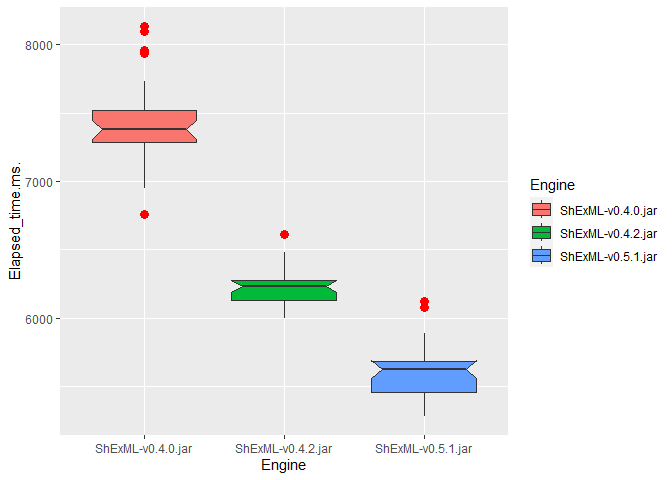 8000
7000
6000
Elapsed_time.ms.
ShExML-v0.4.0.jar
ShExML-v0.4.2.jar
ShExML-v0.5.1.jar
Engine
Engine
ShExML-v0.4.0.jar
ShExML-v0.4.2.jar
ShExML-v0.5.1.jar